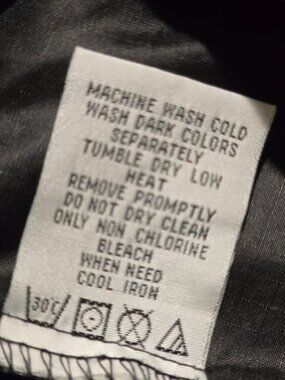 MACHINE WASH COLD
WASH DARK COLORS
SEPARATELY
TUMBLE DRY LOW
HEAT
REMOVE PROMPTLY
DO NOT DRY CLEAN
ONLY NON CHLORINE
BLEACH
WHEN NEED
COOL IRON
30℃